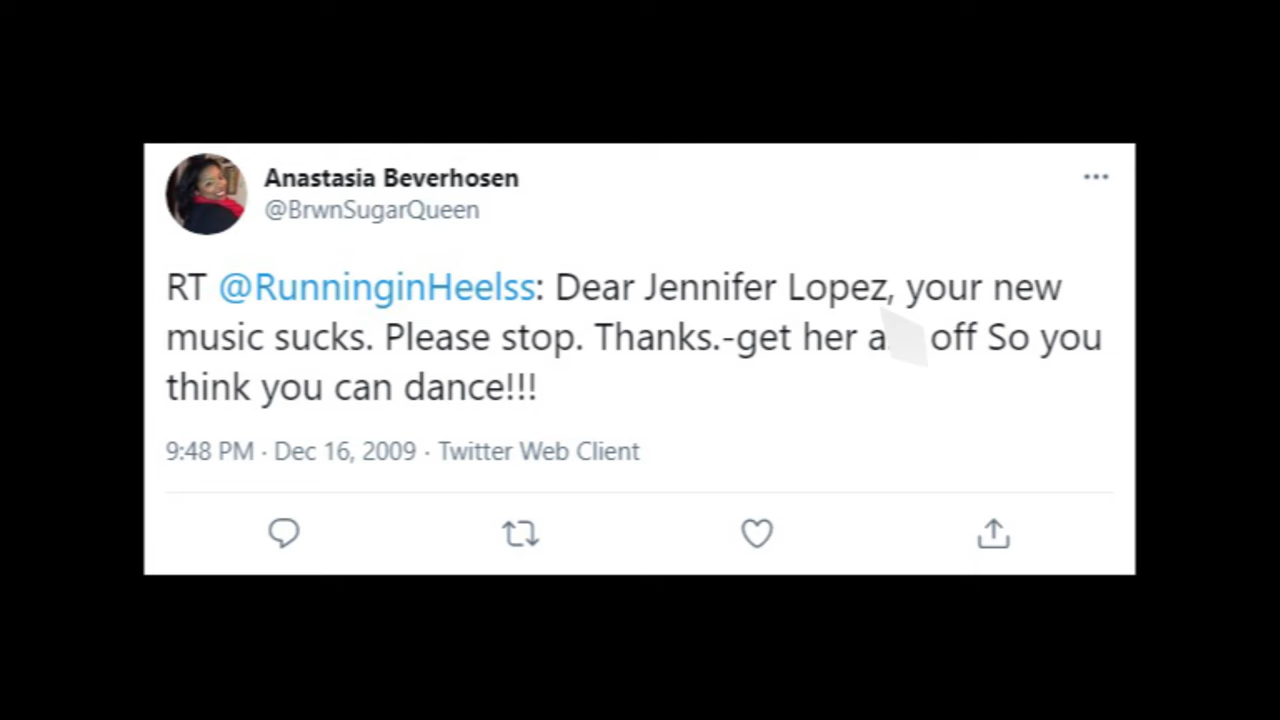 Anastasia Beverhosen
@BrwnSugarQueen
RT @RunninginHeelss: Dear Jennifer Lopez, your new
music sucks. Please stop. Thanks.-get her a off So you
think you can dance!!!
9:48 PM · Dec 16, 2009 · Twitter Web Client